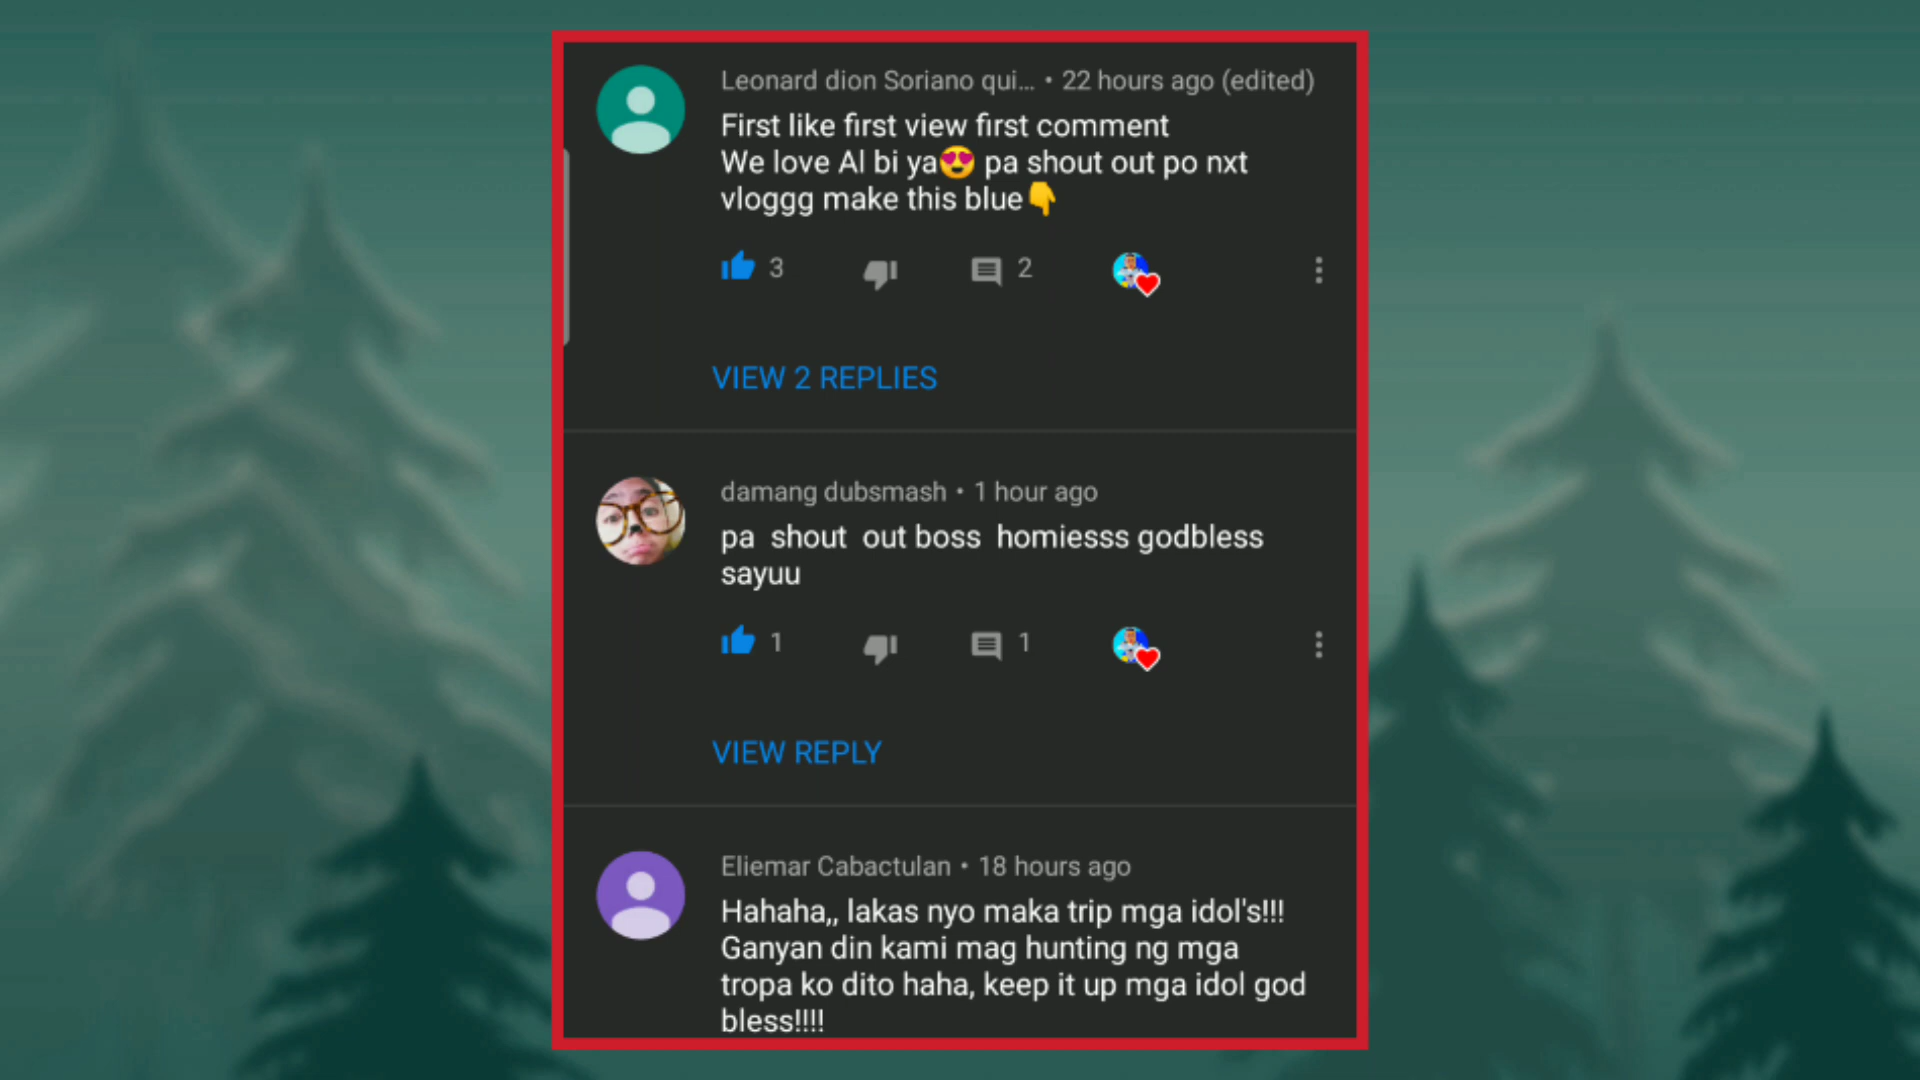 Leonard dion Soriano qui... • 22 hours ago (edited)
First like first view first comment
We love Al bi ya😍 pa shout out po nxt
vloggg make this blue👇
3
2
VIEW 2 REPLIES
damang dubsmash • 1 hour ago
pa shout out boss homiesss godbless
sayuu
1
1
VIEW REPLY
Eliemar Cabactulan • 18 hours ago
Hahaha,, lakas nyo maka trip mga idol's!!!
Ganyan din kami mag hunting ng mga
tropa ko dito haha, keep it up mga idol god
bless!!!!